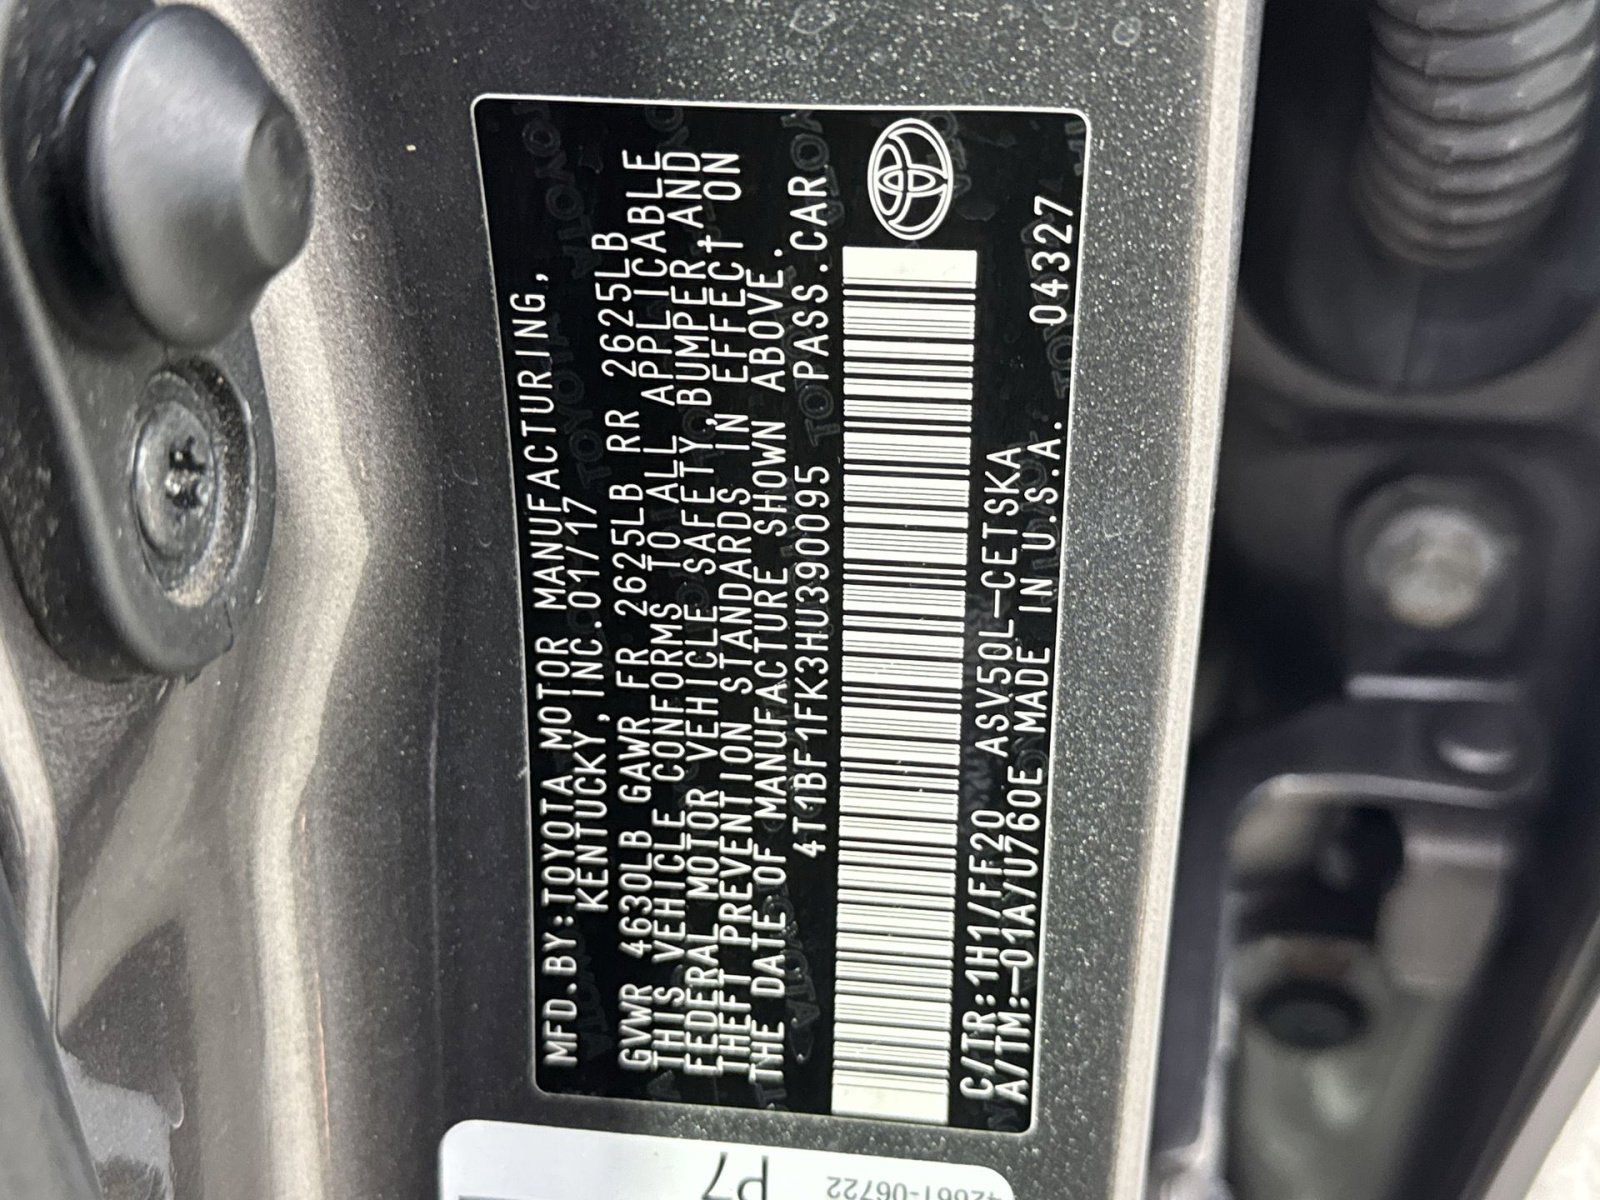 MFD.BY:TOYOTA MOTOR MANUFACTURING,
KENTUCKY,INC.01/17
GVWR 4630LB GAWR FR 2625LB RR 2625LB
THIS VEHICLE CONFORMS TO ALL APPLICABLE
FEDERAL MOTOR VEHICLE SAFETY,BUMPER,AND
THEFT PREVENTION STANDARDS IN EFFECT ON
THE DATE OF MANUFACTURE SHOWN ABOVE.
4T1BF1FK3HU390095 PASS.CAR
C/TR:1H1/FF20 ASV50L-CETSKA
A/TM:-01A/U760E MADE IN U.S.A. 04327
P7
42661-06722